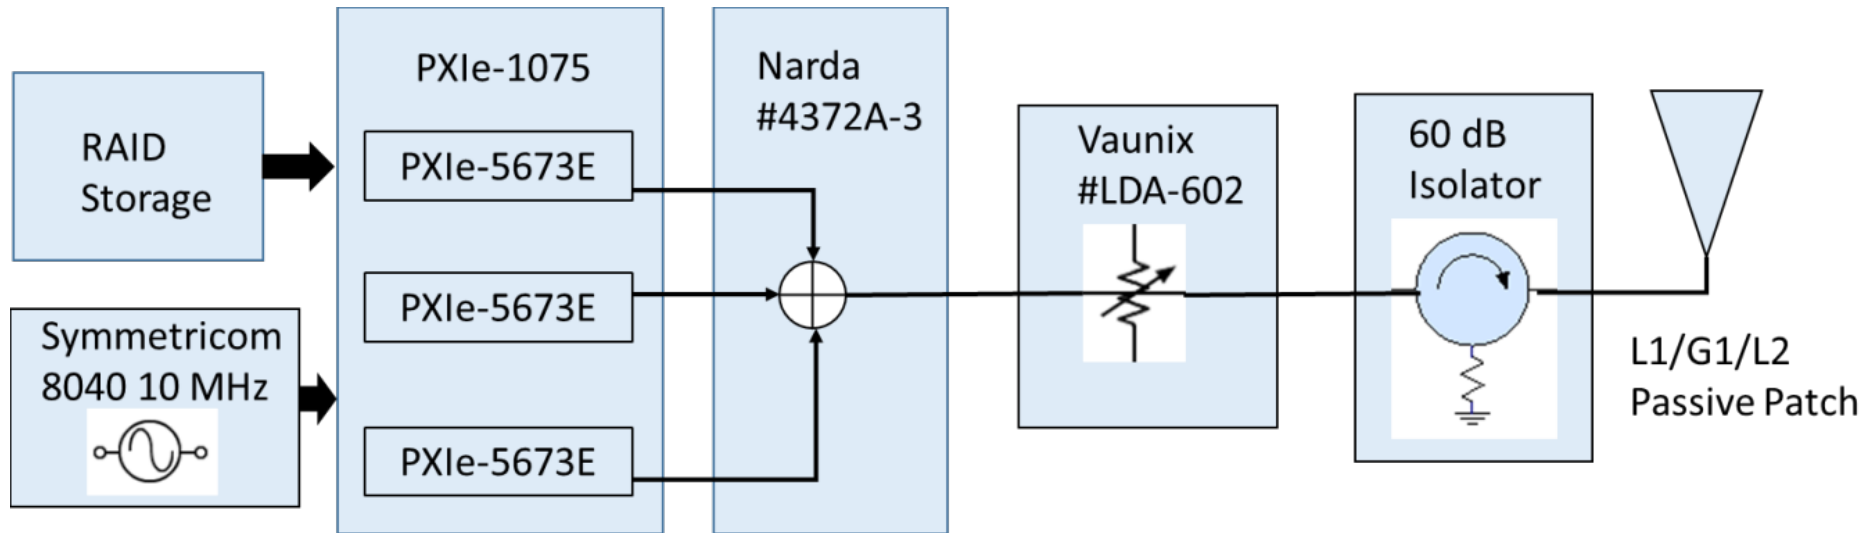 RAID
Storage
Symmetricom
8040 10 MHz
PXIe-1075
PXIe-5673E
PXIe-5673E
PXIe-5673E
Narda
#4372A-3
Vaunix
#LDA-602
60 dB
Isolator
L1/G1/L2
Passive Patch